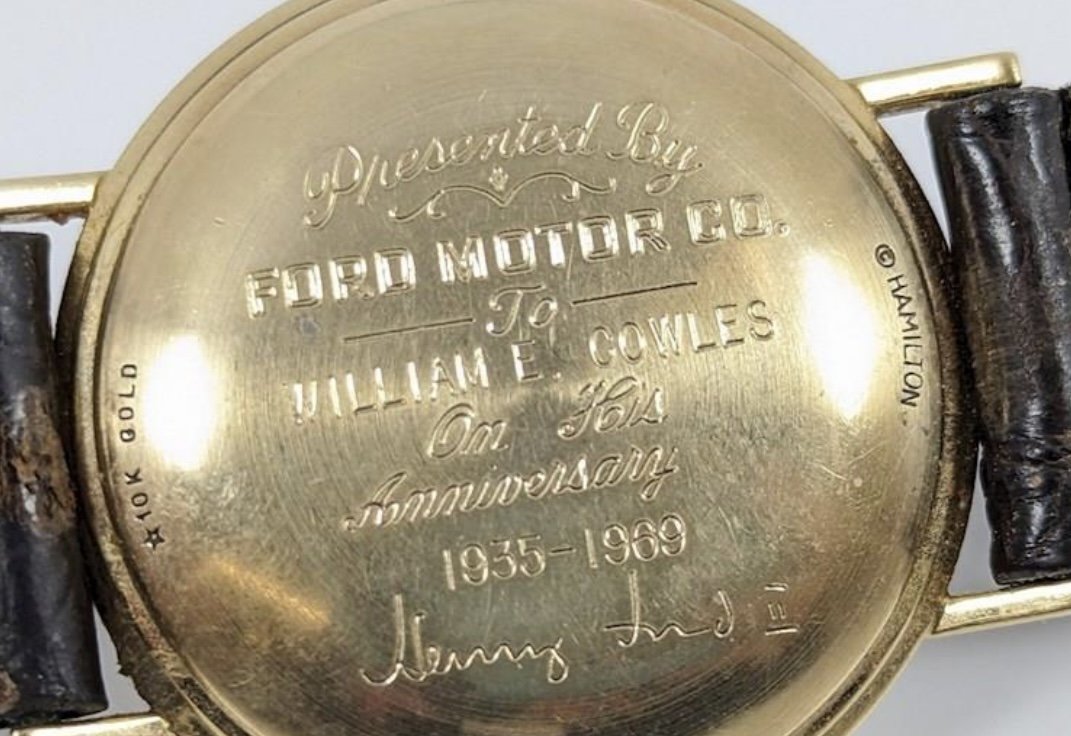 Presented By
FORD MOTOR CO.
To
WILLIAM E. COWLES
On His
Anniversary
1935-1969
Henry Ford II
☆10K GOLD
© HAMILTON